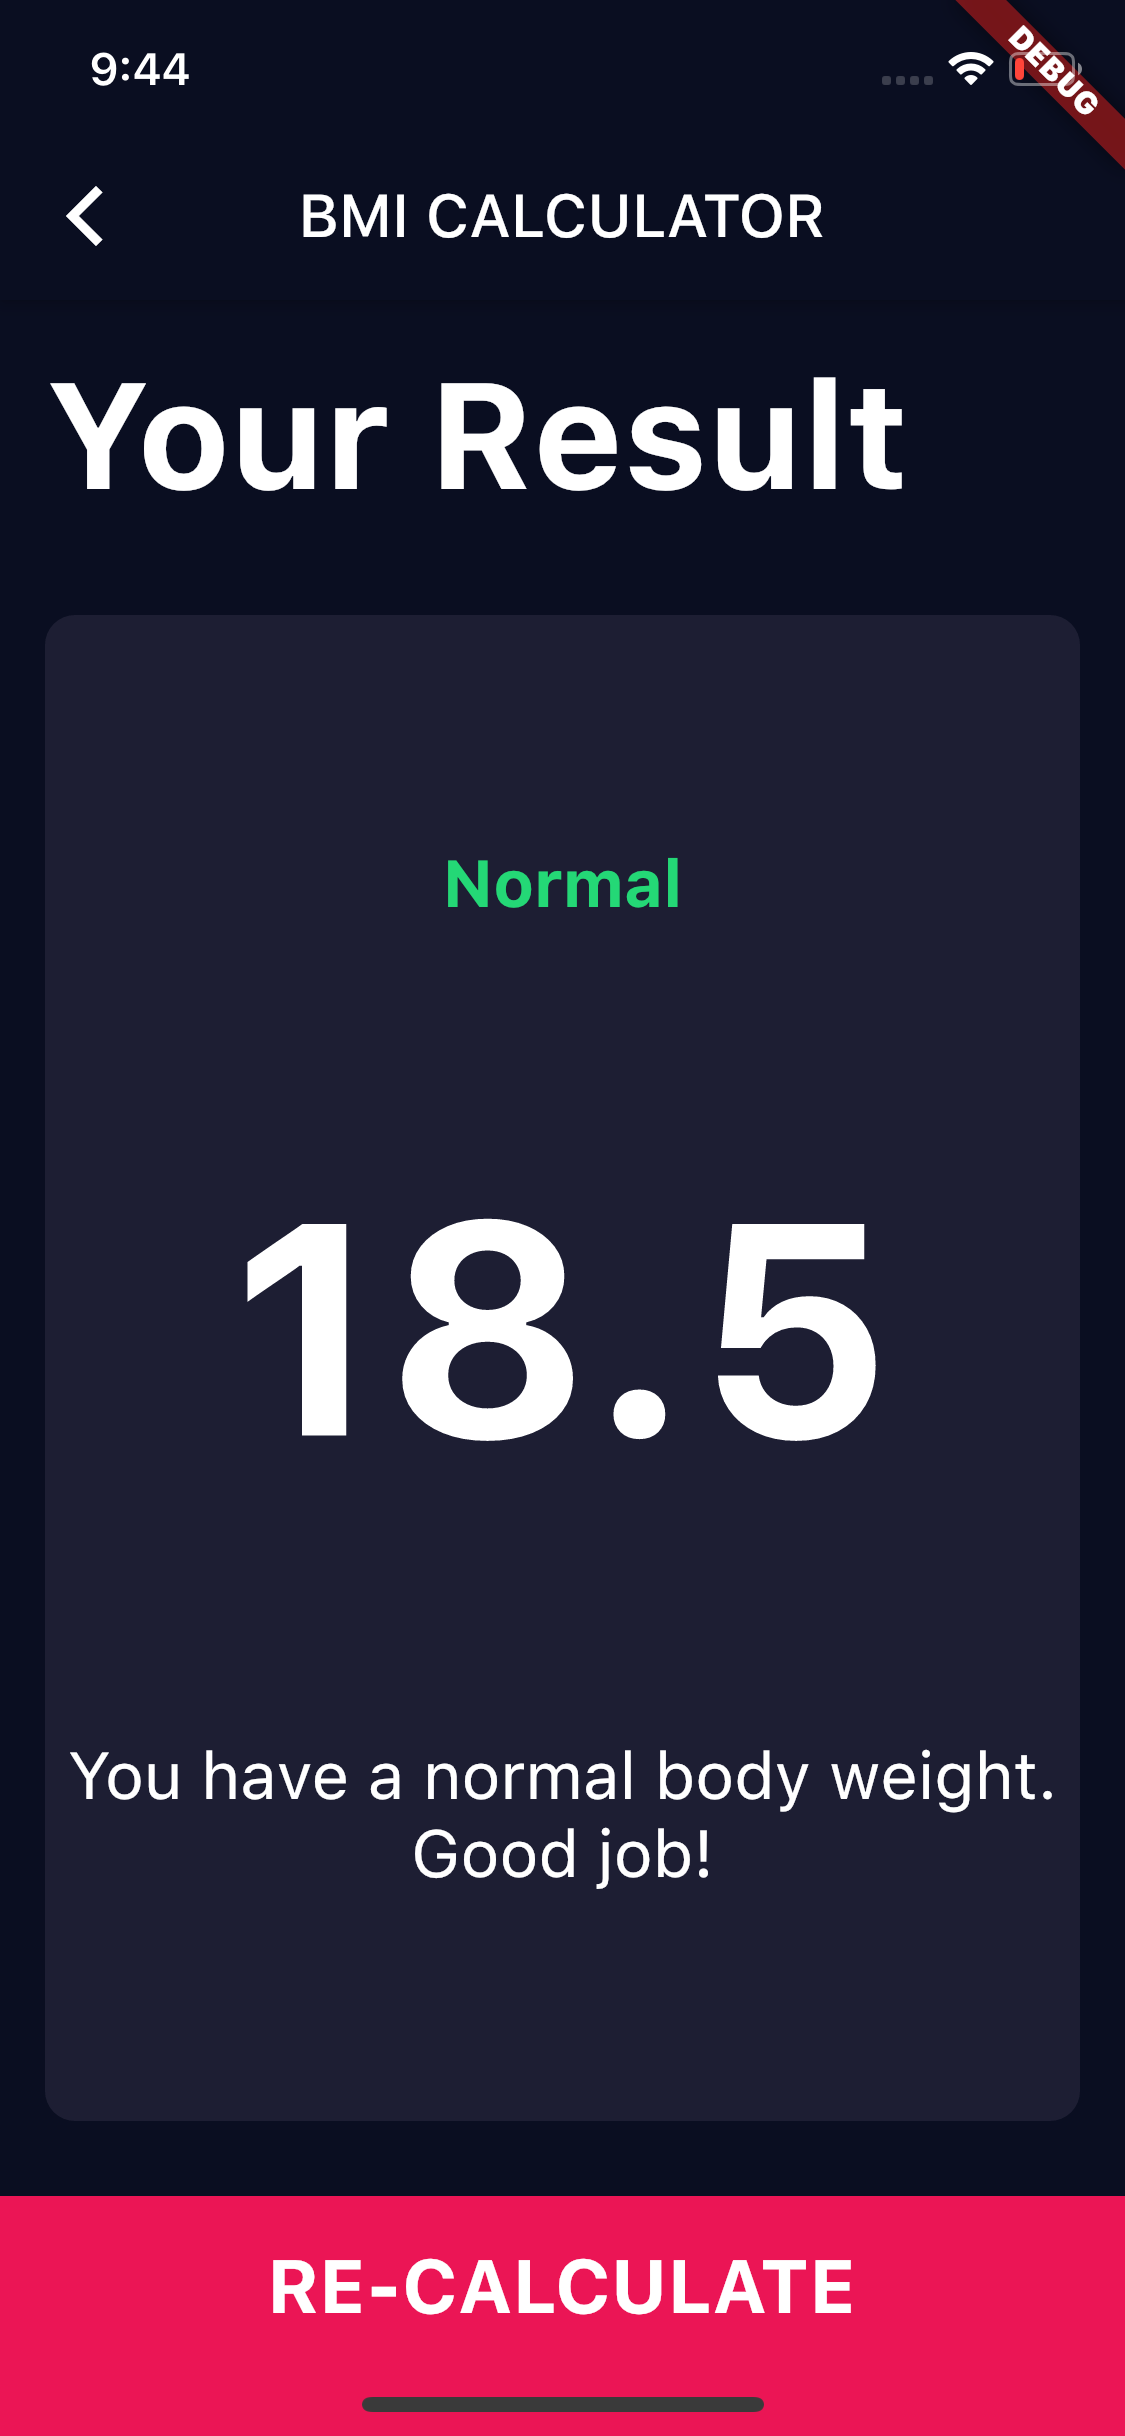 9:44
DEBUG
BMI CALCULATOR
Your Result
Normal
18.5
You have a normal body weight.
Good job!
RE-CALCULATE